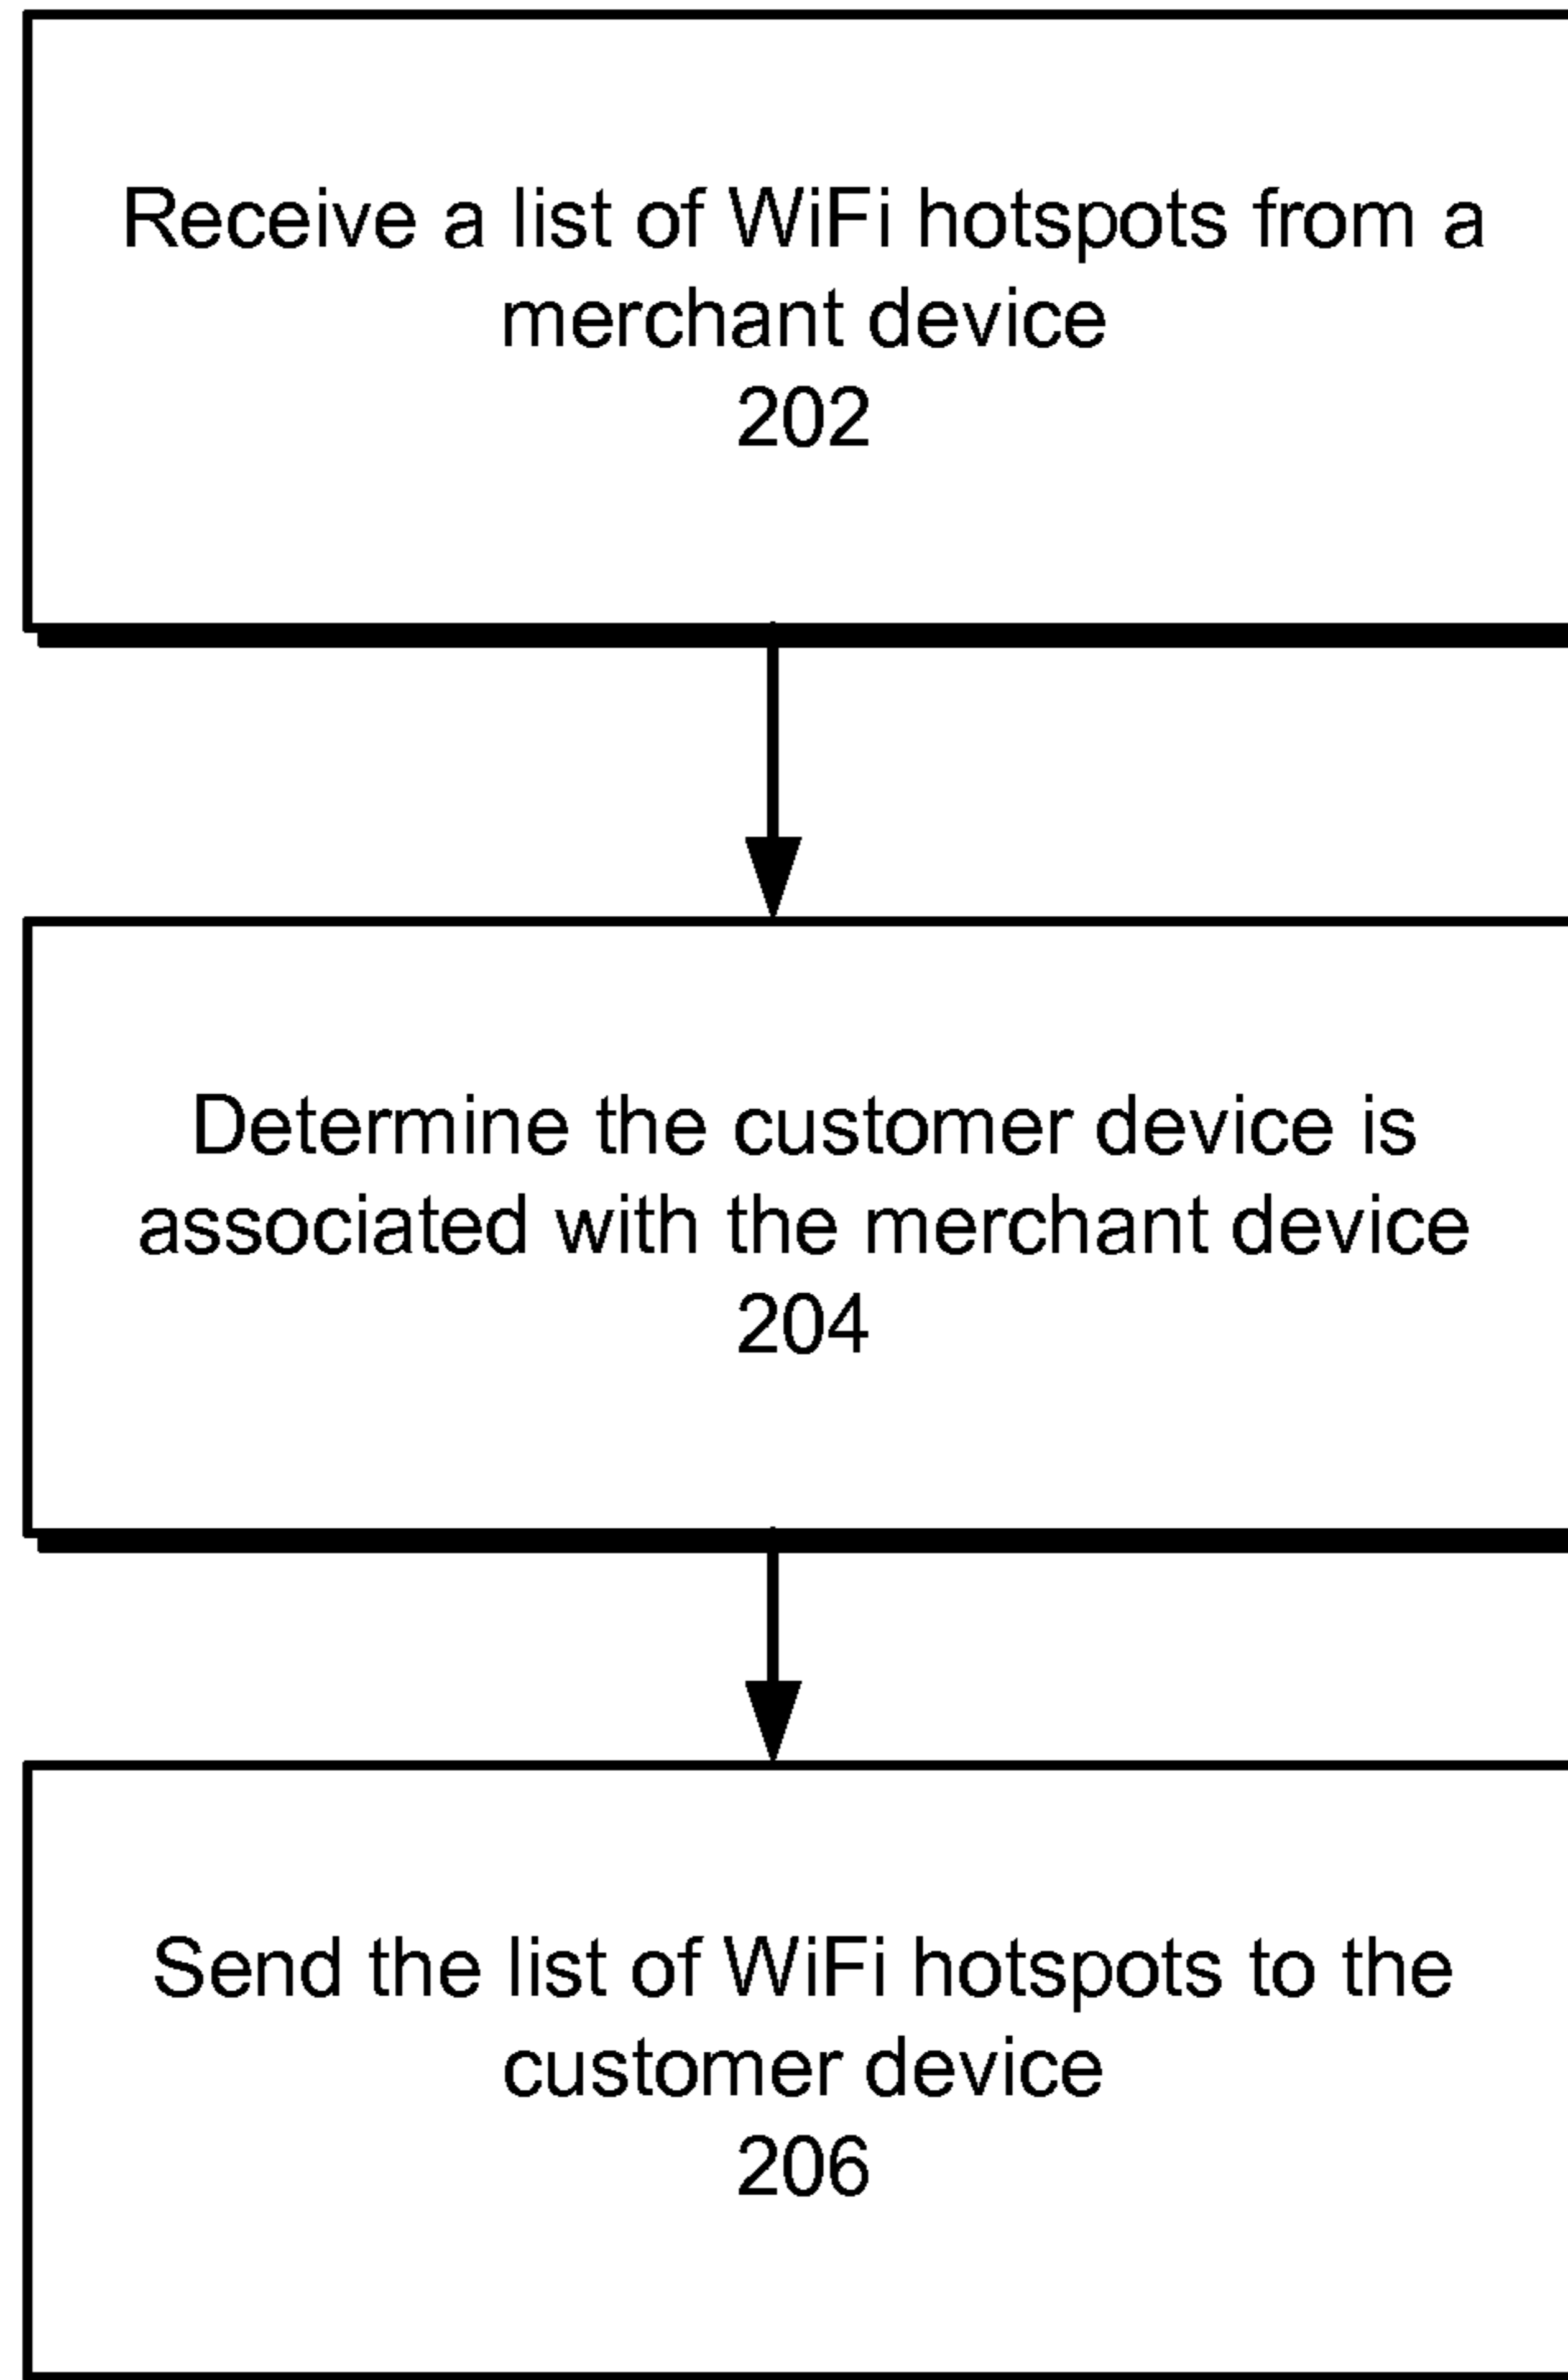 Receive a list of WiFi hotspots from a
merchant device
202
Determine the customer device is
associated with the merchant device
204
Send the list of WiFi hotspots to the
customer device
206